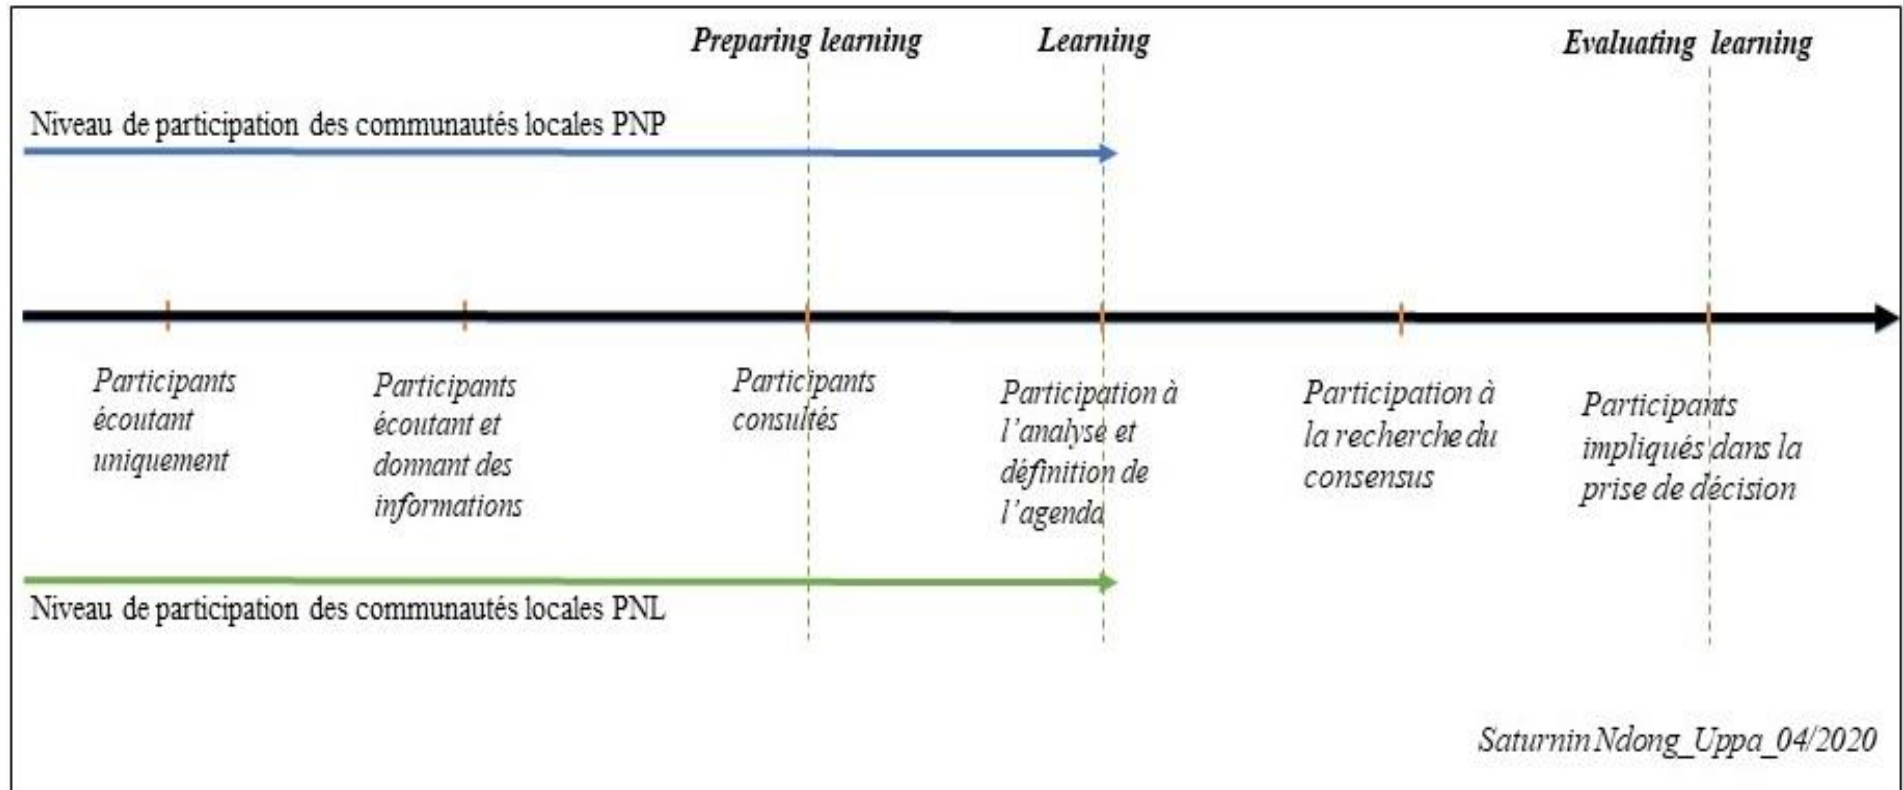 Preparing learning
Learning
Evaluating learning
Niveau de participation des communautés locales PNP
Participants
écoutant
uniquement
Participants
écoutant et
donnant des
informations
Participants
consultés
Participation à
l’analyse et
définition de
l’agenda
Participation à
la recherche du
consensus
Participants
impliqués dans la
prise de décision
Niveau de participation des communautés locales PNL
Saturnin Ndong_Uppa_04/2020